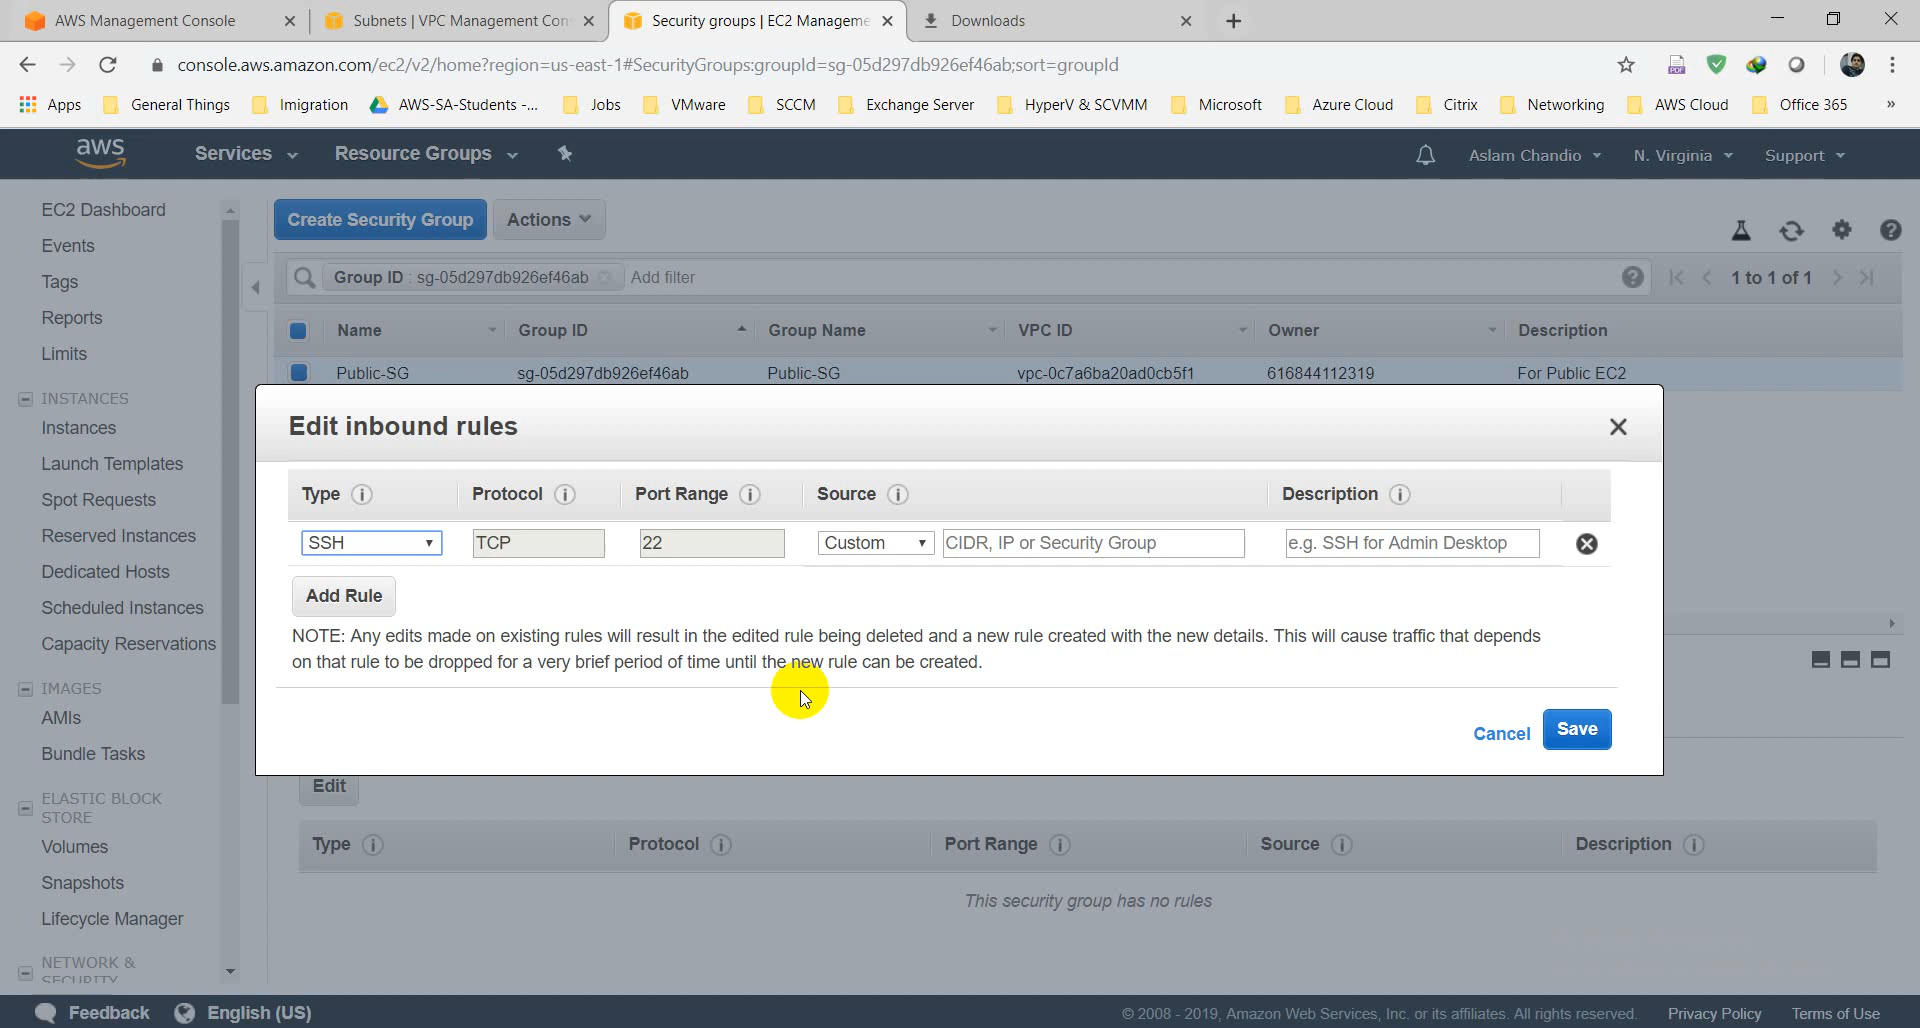 AWS Management Console
Subnets | VPC Management Con
Security groups | EC2 Manageme
Downloads
console.aws.amazon.com/ec2/v2/home?region=us-east-1#SecurityGroups:groupId=sg-05d297db926ef46ab;sort=groupId
Apps General Things Imigration AWS-SA-Students -... Jobs VMware SCCM Exchange Server HyperV & SCVMM Microsoft Azure Cloud Citrix Networking AWS Cloud Office 365 »
aws Services Resource Groups Aslam Chandio N. Virginia Support
EC2 Dashboard
Events
Tags
Reports
Limits
INSTANCES
Instances
Launch Templates
Spot Requests
Reserved Instances
Dedicated Hosts
Scheduled Instances
Capacity Reservations
IMAGES
AMIs
Bundle Tasks
ELASTIC BLOCK
STORE
Volumes
Snapshots
Lifecycle Manager
NETWORK &
SECURITY
Create Security Group Actions
Group ID : sg-05d297db926ef46ab Add filter 1 to 1 of 1
Name Group ID Group Name VPC ID Owner Description
Public-SG sg-05d297db926ef46ab Public-SG vpc-0c7a6ba20ad0cb5f1 616844112319 For Public EC2
Edit inbound rules
Type Protocol Port Range Source Description
SSH TCP 22 Custom CIDR, IP or Security Group e.g. SSH for Admin Desktop
Add Rule
NOTE: Any edits made on existing rules will result in the edited rule being deleted and a new rule created with the new details. This will cause traffic that depends
on that rule to be dropped for a very brief period of time until the new rule can be created.
Cancel Save
Edit
Type Protocol Port Range Source Description
This security group has no rules
Feedback English (US) © 2008 - 2019, Amazon Web Services, Inc. or its affiliates. All rights reserved. Privacy Policy Terms of Use